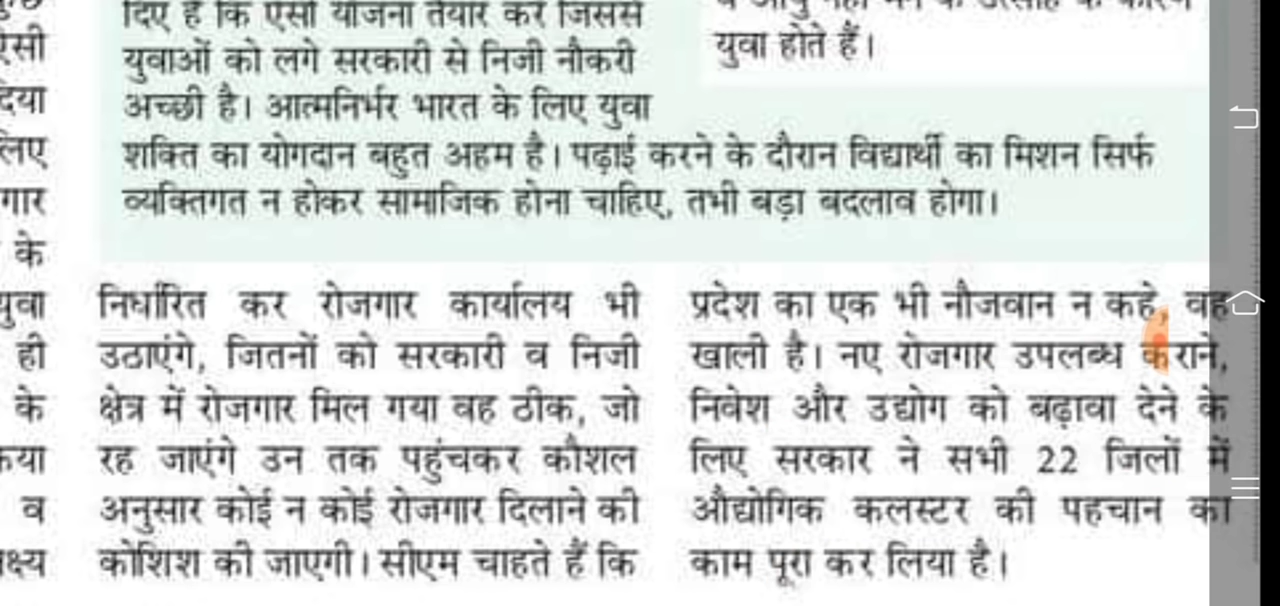 दिए हैं कि ऐसी योजना तैयार करें जिससे
युवाओं को लगे सरकारी से निजी नौकरी
अच्छी है। आत्मनिर्भर भारत के लिए युवा
शक्ति का योगदान बहुत अहम है। पढ़ाई करने के दौरान विद्यार्थी का मिशन सिर्फ
व्यक्तिगत न होकर सामाजिक होना चाहिए, तभी बड़ा बदलाव होगा।
युवा होते हैं।
के
युवा
ही
के
व
निर्धारित कर रोजगार कार्यालय भी
उठाएंगे, जितनों को सरकारी व निजी
क्षेत्र में रोजगार मिल गया वह ठीक, जो
रह जाएंगे उन तक पहुंचकर कौशल
अनुसार कोई न कोई रोजगार दिलाने की
कोशिश की जाएगी। सीएम चाहते हैं कि
प्रदेश का एक भी नौजवान न कहे, वह
खाली है। नए रोजगार उपलब्ध कराने,
निवेश और उद्योग को बढ़ावा देने के
लिए सरकार ने सभी 22 जिलों में
औद्योगिक कलस्टर की पहचान का
काम पूरा कर लिया है।